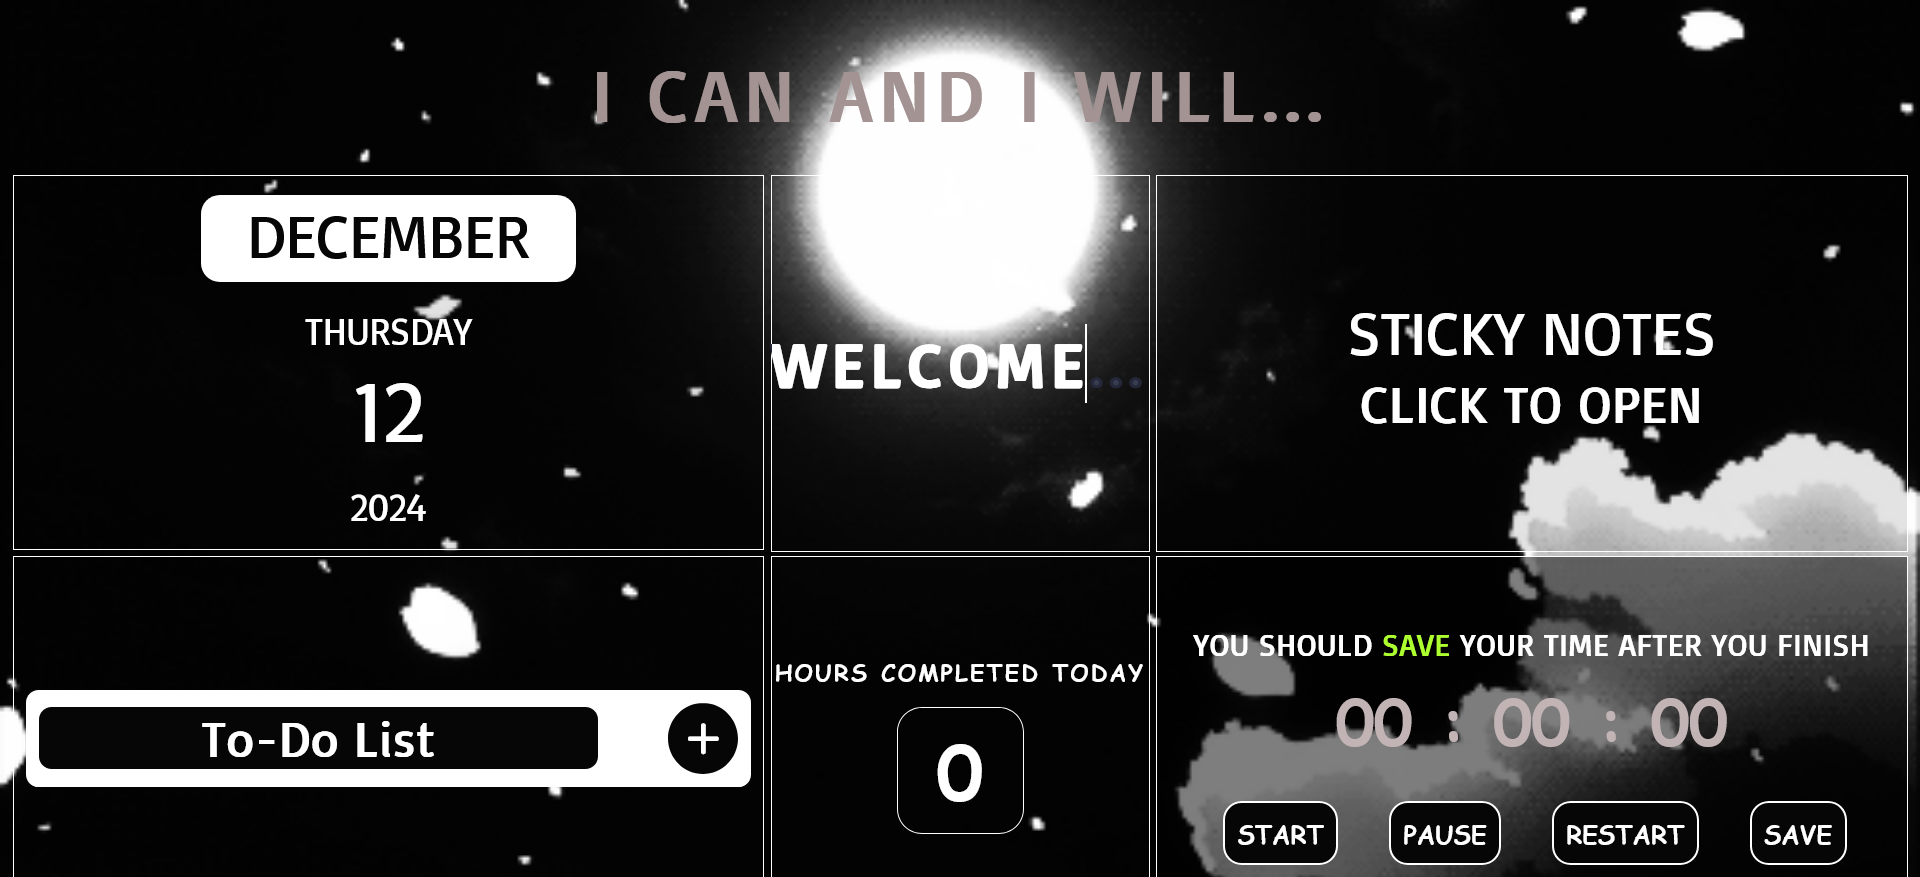 I CAN AND I WILL...
DECEMBER
THURSDAY
12
2024
WELCOME...
STICKY NOTES
CLICK TO OPEN
To-Do List
+
HOURS COMPLETED TODAY
0
YOU SHOULD SAVE YOUR TIME AFTER YOU FINISH
00 : 00 : 00
START PAUSE RESTART SAVE